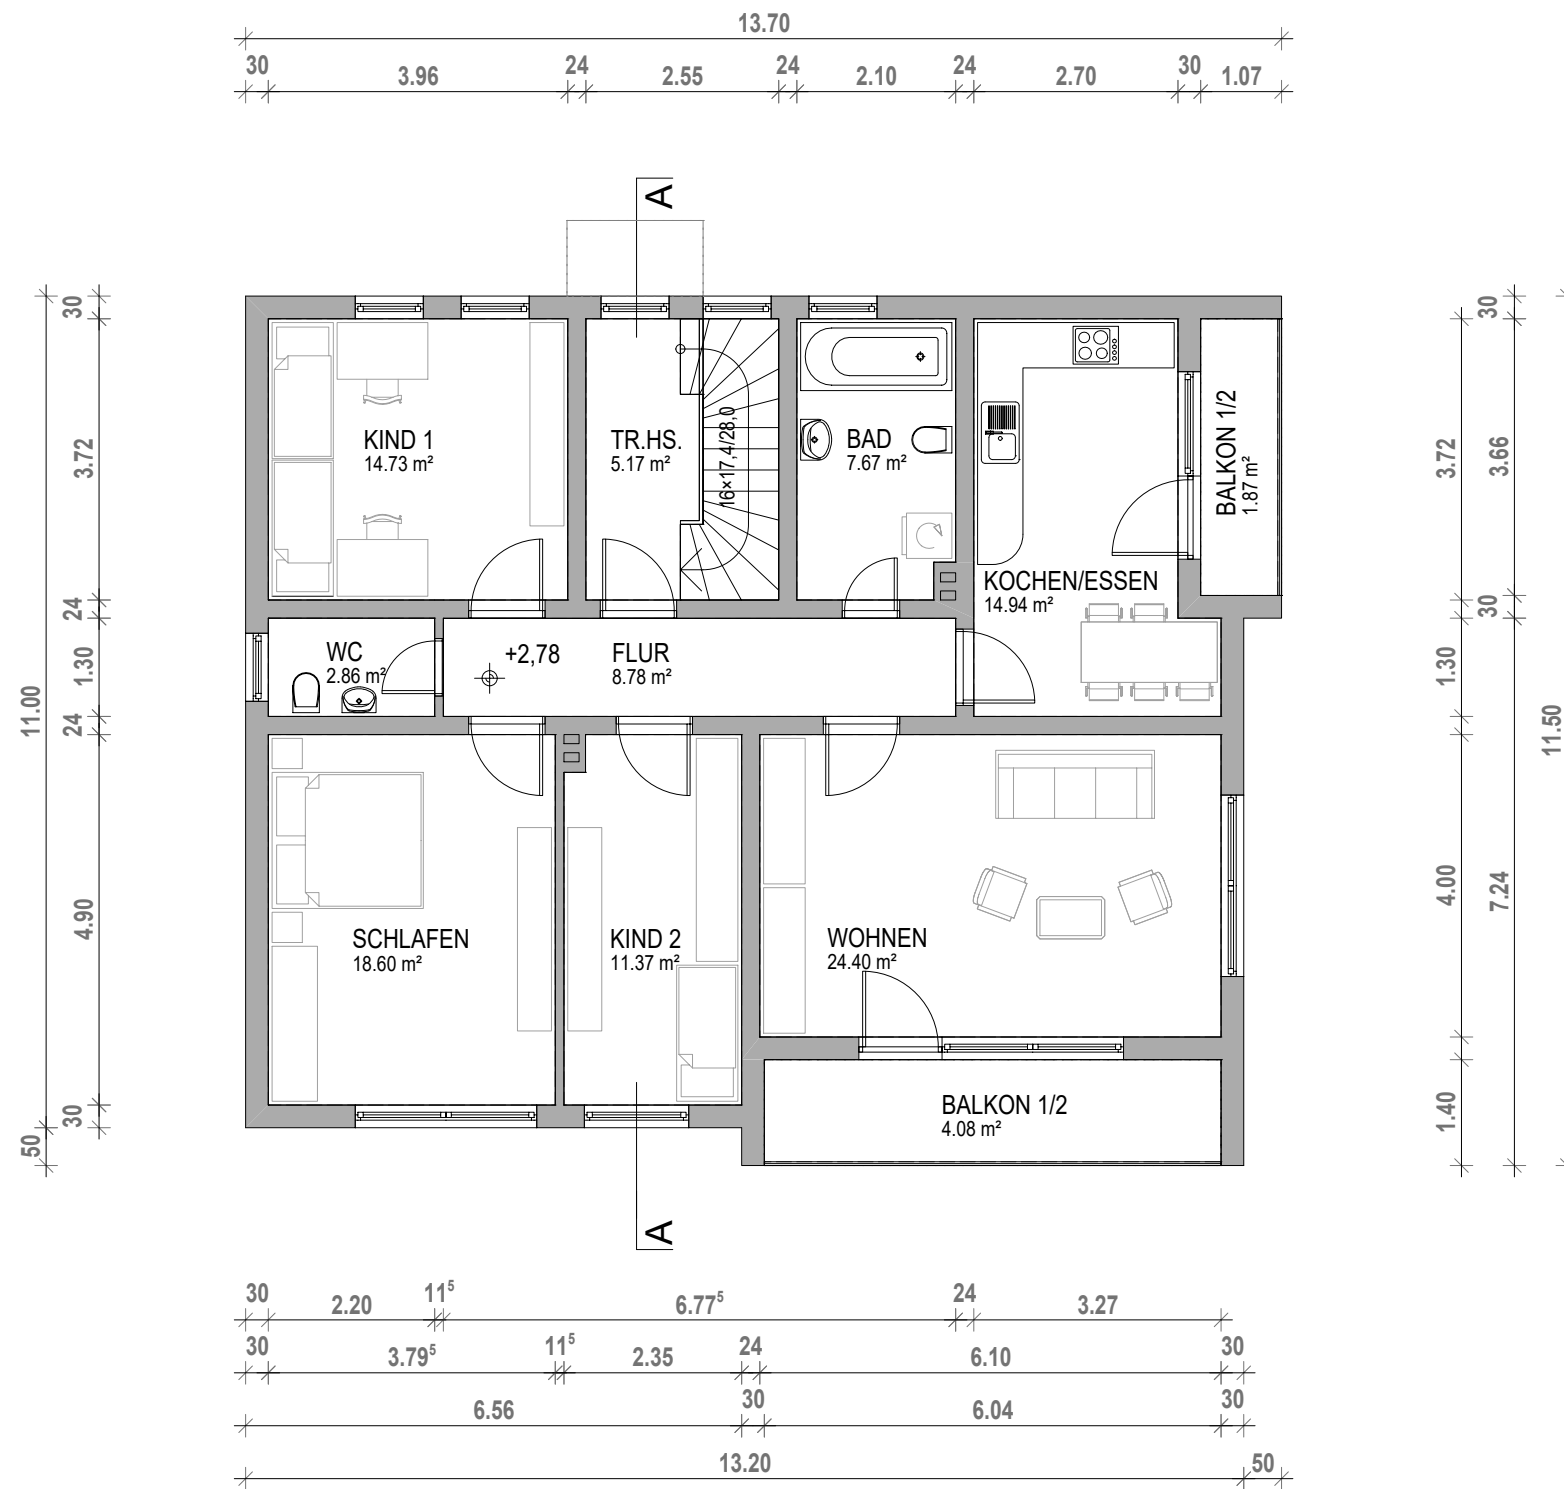 13.70
30 3.96 24 2.55 24 2.10 24 2.70 30 1.07
A
30
3.72
24
1.30
24
4.90
30
11.00
50
KIND 1
14.73 m²
TR.HS.
5.17 m²
16×17,4/28,0
BAD
7.67 m²
KOCHEN/ESSEN
14.94 m²
BALKON 1/2
1.87 m²
WC
2.86 m²
+2,78
FLUR
8.78 m²
SCHLAFEN
18.60 m²
KIND 2
11.37 m²
WOHNEN
24.40 m²
BALKON 1/2
4.08 m²
3.72
1.30
4.00
1.40
30
3.66
30
7.24
11.50
A
30 2.20 11⁵ 6.77⁵ 24 3.27
30 3.79⁵ 11⁵ 2.35 24 6.10 30
6.56 30 6.04 30
13.20 50